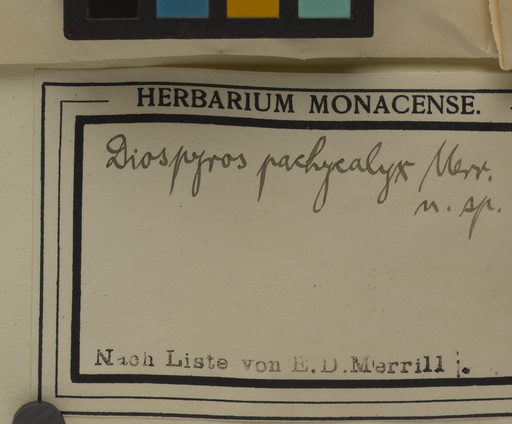 HERBARIUM MONACENSE.
Diospyros pachycalyx Merr.
n. sp.
Nach Liste von E.D.Merrill.